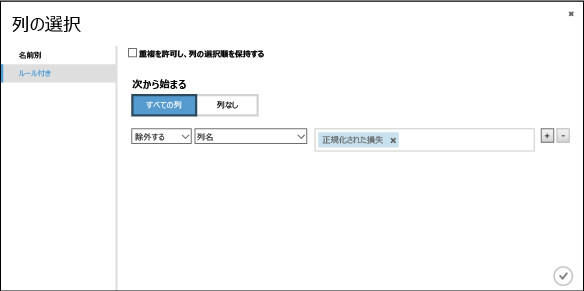 列の選択
名前別
ルール付き
重複を許可し、列の選択順を保持する
次から始まる
すべての列 列なし
除外する 列名 正規化された損失 × + -